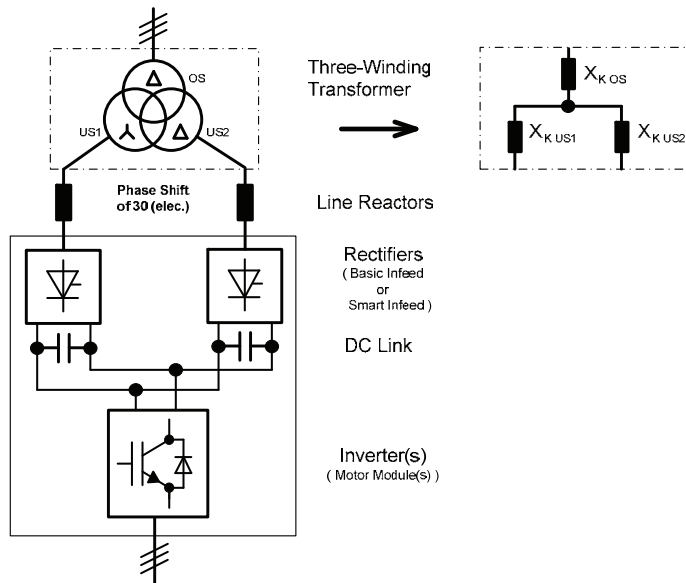 OS
US1
US2
Phase Shift
of 30 (elec.)
Three-Winding
Transformer
X K OS
X K US1
X K US2
Line Reactors
Rectifiers
( Basic Infeed
or
Smart Infeed )
DC Link
Inverter(s)
( Motor Module(s) )